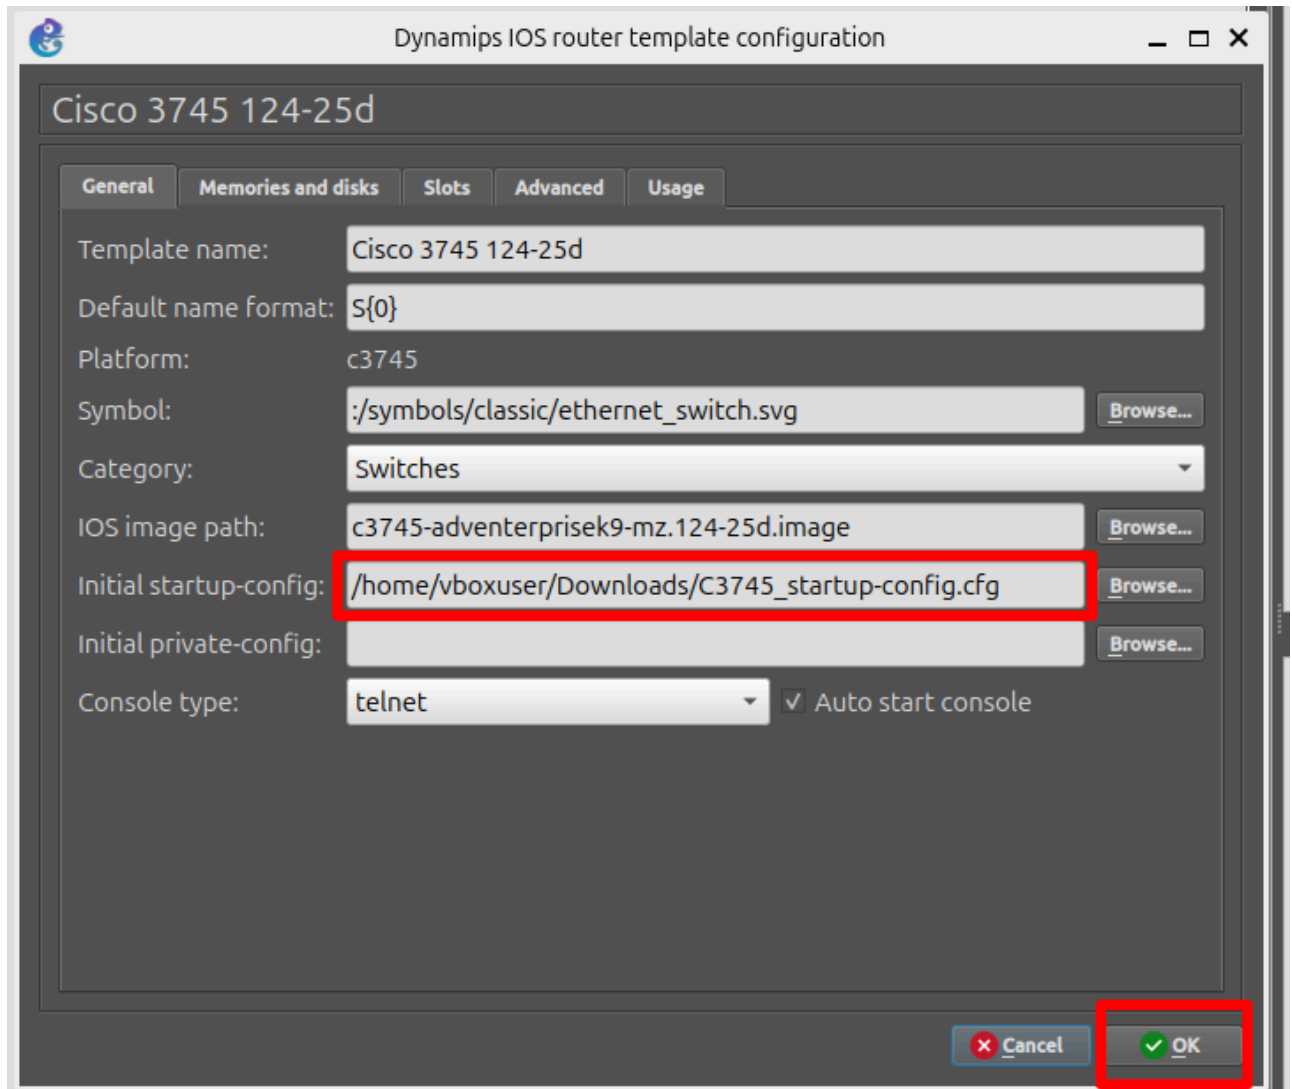 Dynamips IOS router template configuration
Cisco 3745 124-25d
General Memories and disks Slots Advanced Usage
Template name: Cisco 3745 124-25d
Default name format: S{0}
Platform: c3745
Symbol: :/symbols/classic/ethernet_switch.svg Browse...
Category: Switches
IOS image path: c3745-adventerprisek9-mz.124-25d.image Browse...
Initial startup-config: /home/vboxuser/Downloads/C3745_startup-config.cfg Browse...
Initial private-config: Browse...
Console type: telnet Auto start console
Cancel OK